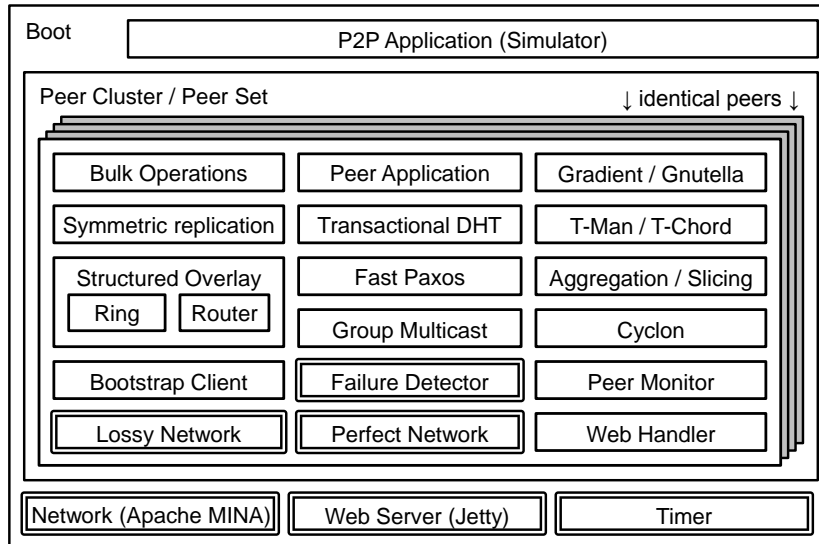 Boot
P2P Application (Simulator)
Peer Cluster / Peer Set
↓ identical peers ↓
Bulk Operations
Peer Application
Gradient / Gnutella
Symmetric replication
Transactional DHT
T-Man / T-Chord
Structured Overlay
Fast Paxos
Aggregation / Slicing
Ring
Router
Group Multicast
Cyclon
Bootstrap Client
Failure Detector
Peer Monitor
Lossy Network
Perfect Network
Web Handler
Network (Apache MINA)
Web Server (Jetty)
Timer